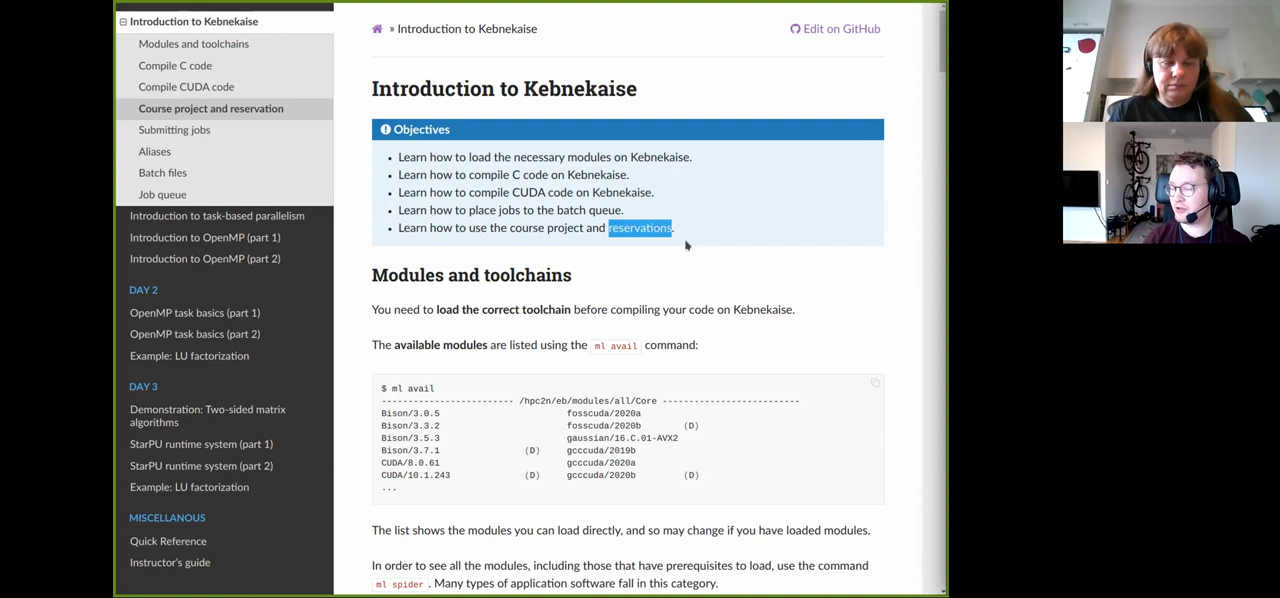 Introduction to Kebnekaise
Modules and toolchains
Compile C code
Compile CUDA code
Course project and reservation
Submitting jobs
Aliases
Batch files
Job queue
Introduction to task-based parallelism
Introduction to OpenMP (part 1)
Introduction to OpenMP (part 2)
DAY 2
OpenMP task basics (part 1)
OpenMP task basics (part 2)
Example: LU factorization
DAY 3
Demonstration: Two-sided matrix
algorithms
StarPU runtime system (part 1)
StarPU runtime system (part 2)
Example: LU factorization
MISCELLANOUS
Quick Reference
Instructor's guide
» Introduction to Kebnekaise
Edit on GitHub
Introduction to Kebnekaise
Objectives
• Learn how to load the necessary modules on Kebnekaise.
• Learn how to compile C code on Kebnekaise.
• Learn how to compile CUDA code on Kebnekaise.
• Learn how to place jobs to the batch queue.
• Learn how to use the course project and reservations.
Modules and toolchains
You need to load the correct toolchain before compiling your code on Kebnekaise.
The available modules are listed using the ml avail command:
$ ml avail
------------------------ /hpc2n/eb/modules/all/Core -------------------------
Bison/3.0.5 fosscuda/2020a
Bison/3.3.2 fosscuda/2020b (D)
Bison/3.5.3 gaussian/16.C.01-AVX2
Bison/3.7.1 (D) gcccuda/2019b
CUDA/8.0.61 gcccuda/2020a
CUDA/10.1.243 (D) gcccuda/2020b (D)
...
The list shows the modules you can load directly, and so may change if you have loaded modules.
In order to see all the modules, including those that have prerequisites to load, use the command
ml spider . Many types of application software fall in this category.